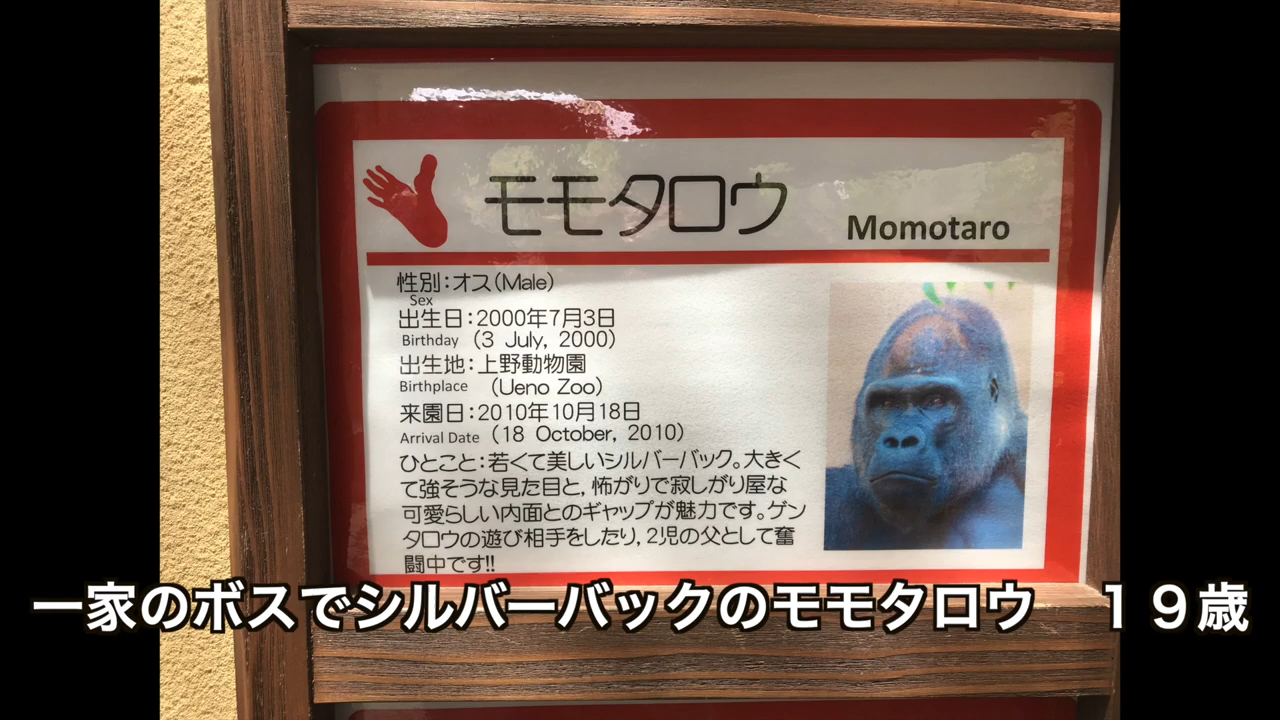 モモタロウ Momotaro
性別：オス(Male)
Sex
出生日：2000年7月3日
Birthday (3 July, 2000)
出生地：上野動物園
Birthplace (Ueno Zoo)
来園日：2010年10月18日
Arrival Date (18 October, 2010)
ひとこと：若くて美しいシルバーバック。大きく
て強そうな見た目と，怖がりで寂しがり屋な
可愛らしい内面とのギャップが魅力です。ゲン
タロウの遊び相手をしたり，2児の父として奮
闘中です!!
一家のボスでシルバーバックのモモタロウ　１９歳